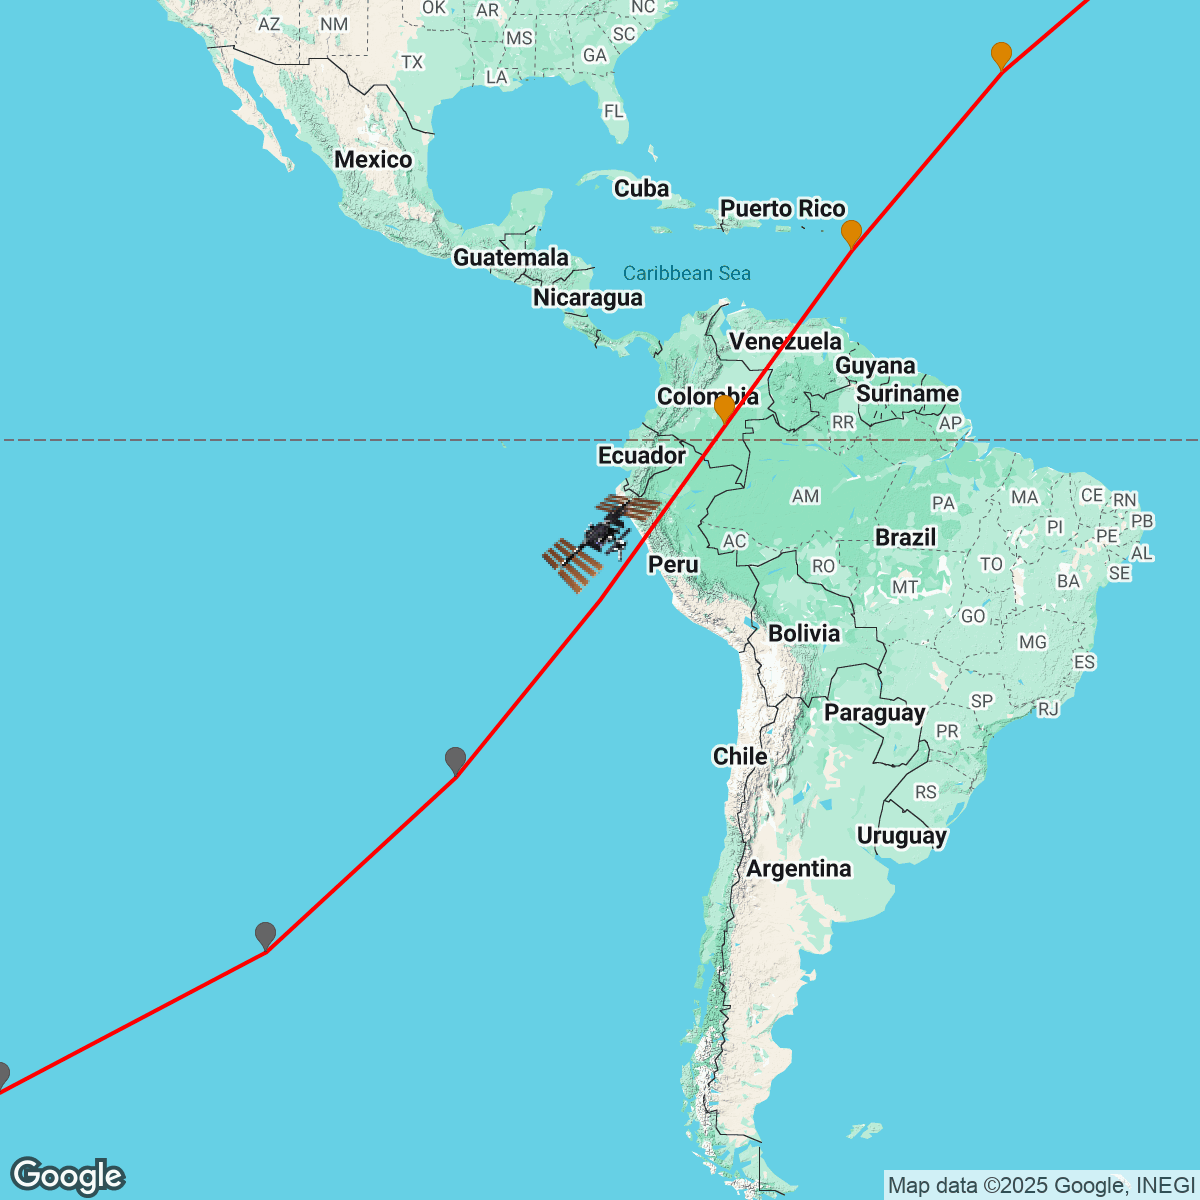 OK
AR
NC
AZ
NM
MS
SC
TX
GA
LA
FL
Mexico
Cuba
Puerto Rico
Guatemala
Caribbean Sea
Nicaragua
Venezuela
Guyana
Colombia
Suriname
RR
AP
Ecuador
AM
PA
MA
CE
RN
PI
PB
Brazil
PE
AC
AL
Peru
RO
TO
SE
MT
BA
GO
Bolivia
MG
ES
SP
RJ
Paraguay
PR
Chile
RS
Uruguay
Argentina
Google
Map data ©2025 Google, INEGI